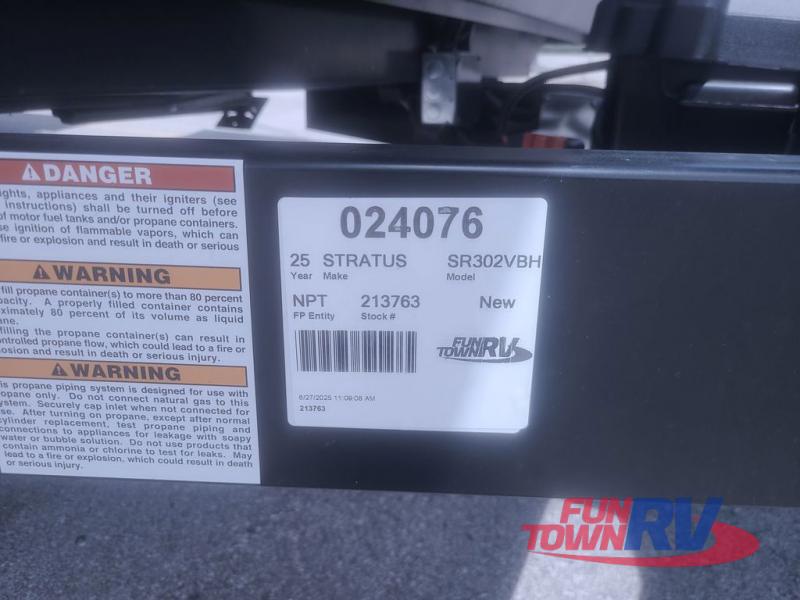 DANGER
ghts, appliances and their igniters (see
instructions) shall be turned off before
of motor fuel tanks and/or propane containers.
se ignition of flammable vapors, which can
fire or explosion and result in death or serious
WARNING
fill propane container(s) to more than 80 percent
pacity. A properly filled container contains
ximately 80 percent of its volume as liquid
ane.
filling the propane container(s) can result in
ontrolled propane flow, which could lead to a fire or
losion and result in death or serious injury.
WARNING
is propane piping system is designed for use with
opane only. Do not connect natural gas to this
ystem. Securely cap inlet when not connected for
se. After turning on propane, except after normal
cylinder replacement, test propane piping and
connections to appliances for leakage with soapy
water or bubble solution. Do not use products that
contain ammonia or chlorine to test for leaks. May
lead to a fire or explosion, which could result in death
or serious injury.
024076
25 STRATUS SR302VBH
Year Make Model
NPT 213763 New
FP Entity Stock #
FUN
TOWN RV
6/27/2025 11:09:08 AM
213763
FUN
TOWN RV